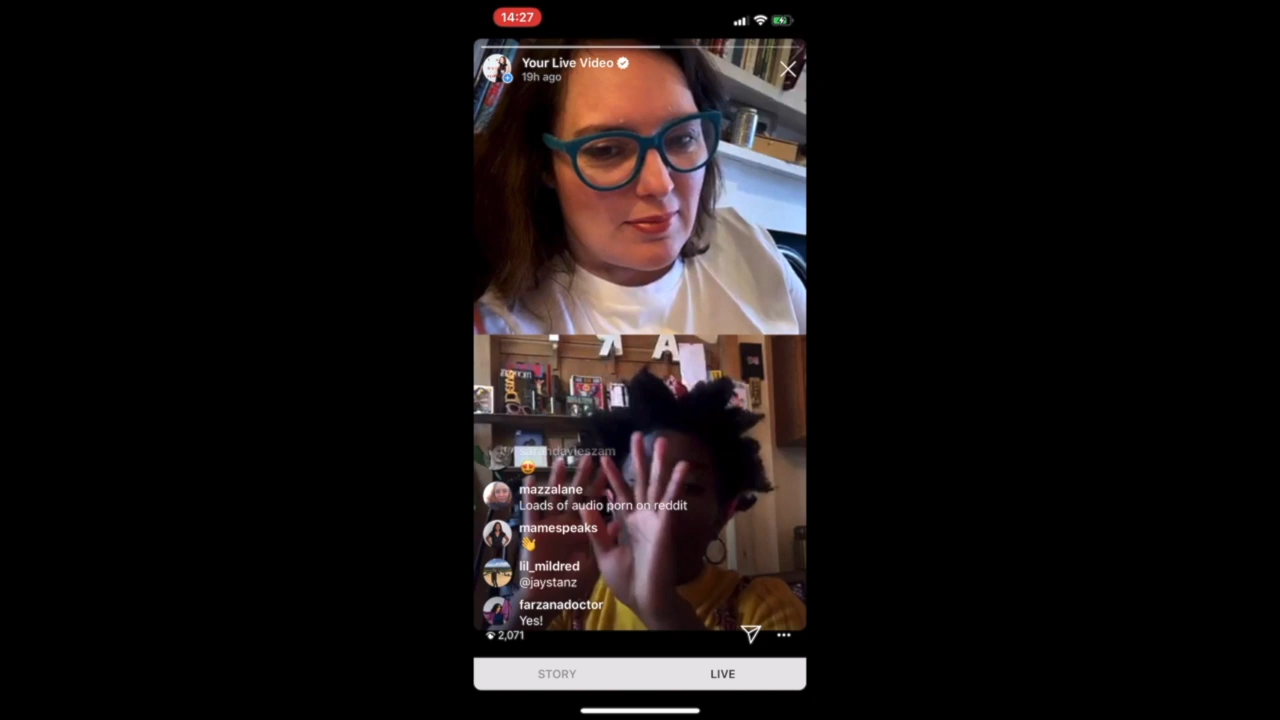 14:27
Your Live Video
19h ago
mazzalane
Loads of audio porn on reddit
mamespeaks
👋
lil_mildred
@jaystanz
farzanadoctor
Yes!
2,071
STORY
LIVE